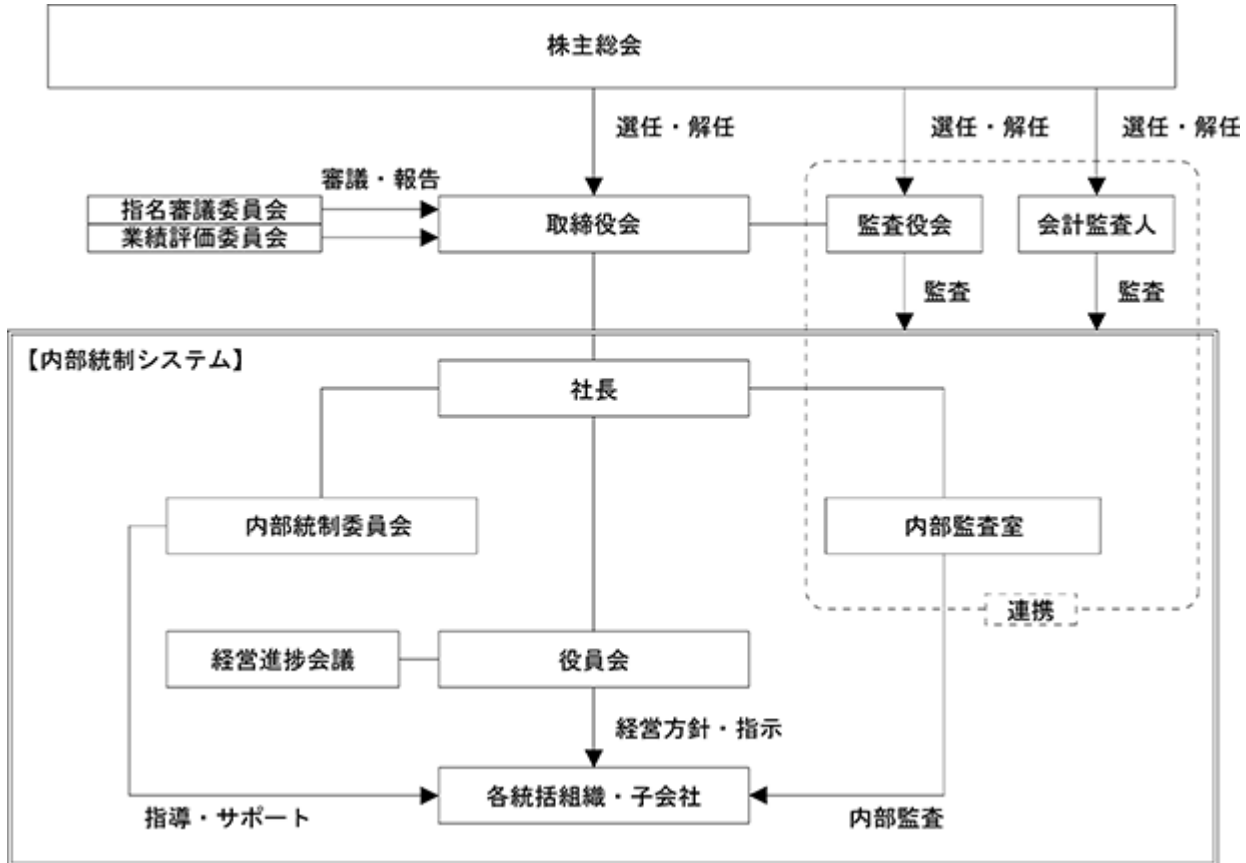 株主総会
選任・解任
選任・解任
選任・解任
審議・報告
指名審議委員会
業績評価委員会
取締役会
監査役会
会計監査人
監査
監査
【内部統制システム】
社長
内部統制委員会
内部監査室
連携
経営進捗会議
役員会
経営方針・指示
各統括組織・子会社
指導・サポート
内部監査